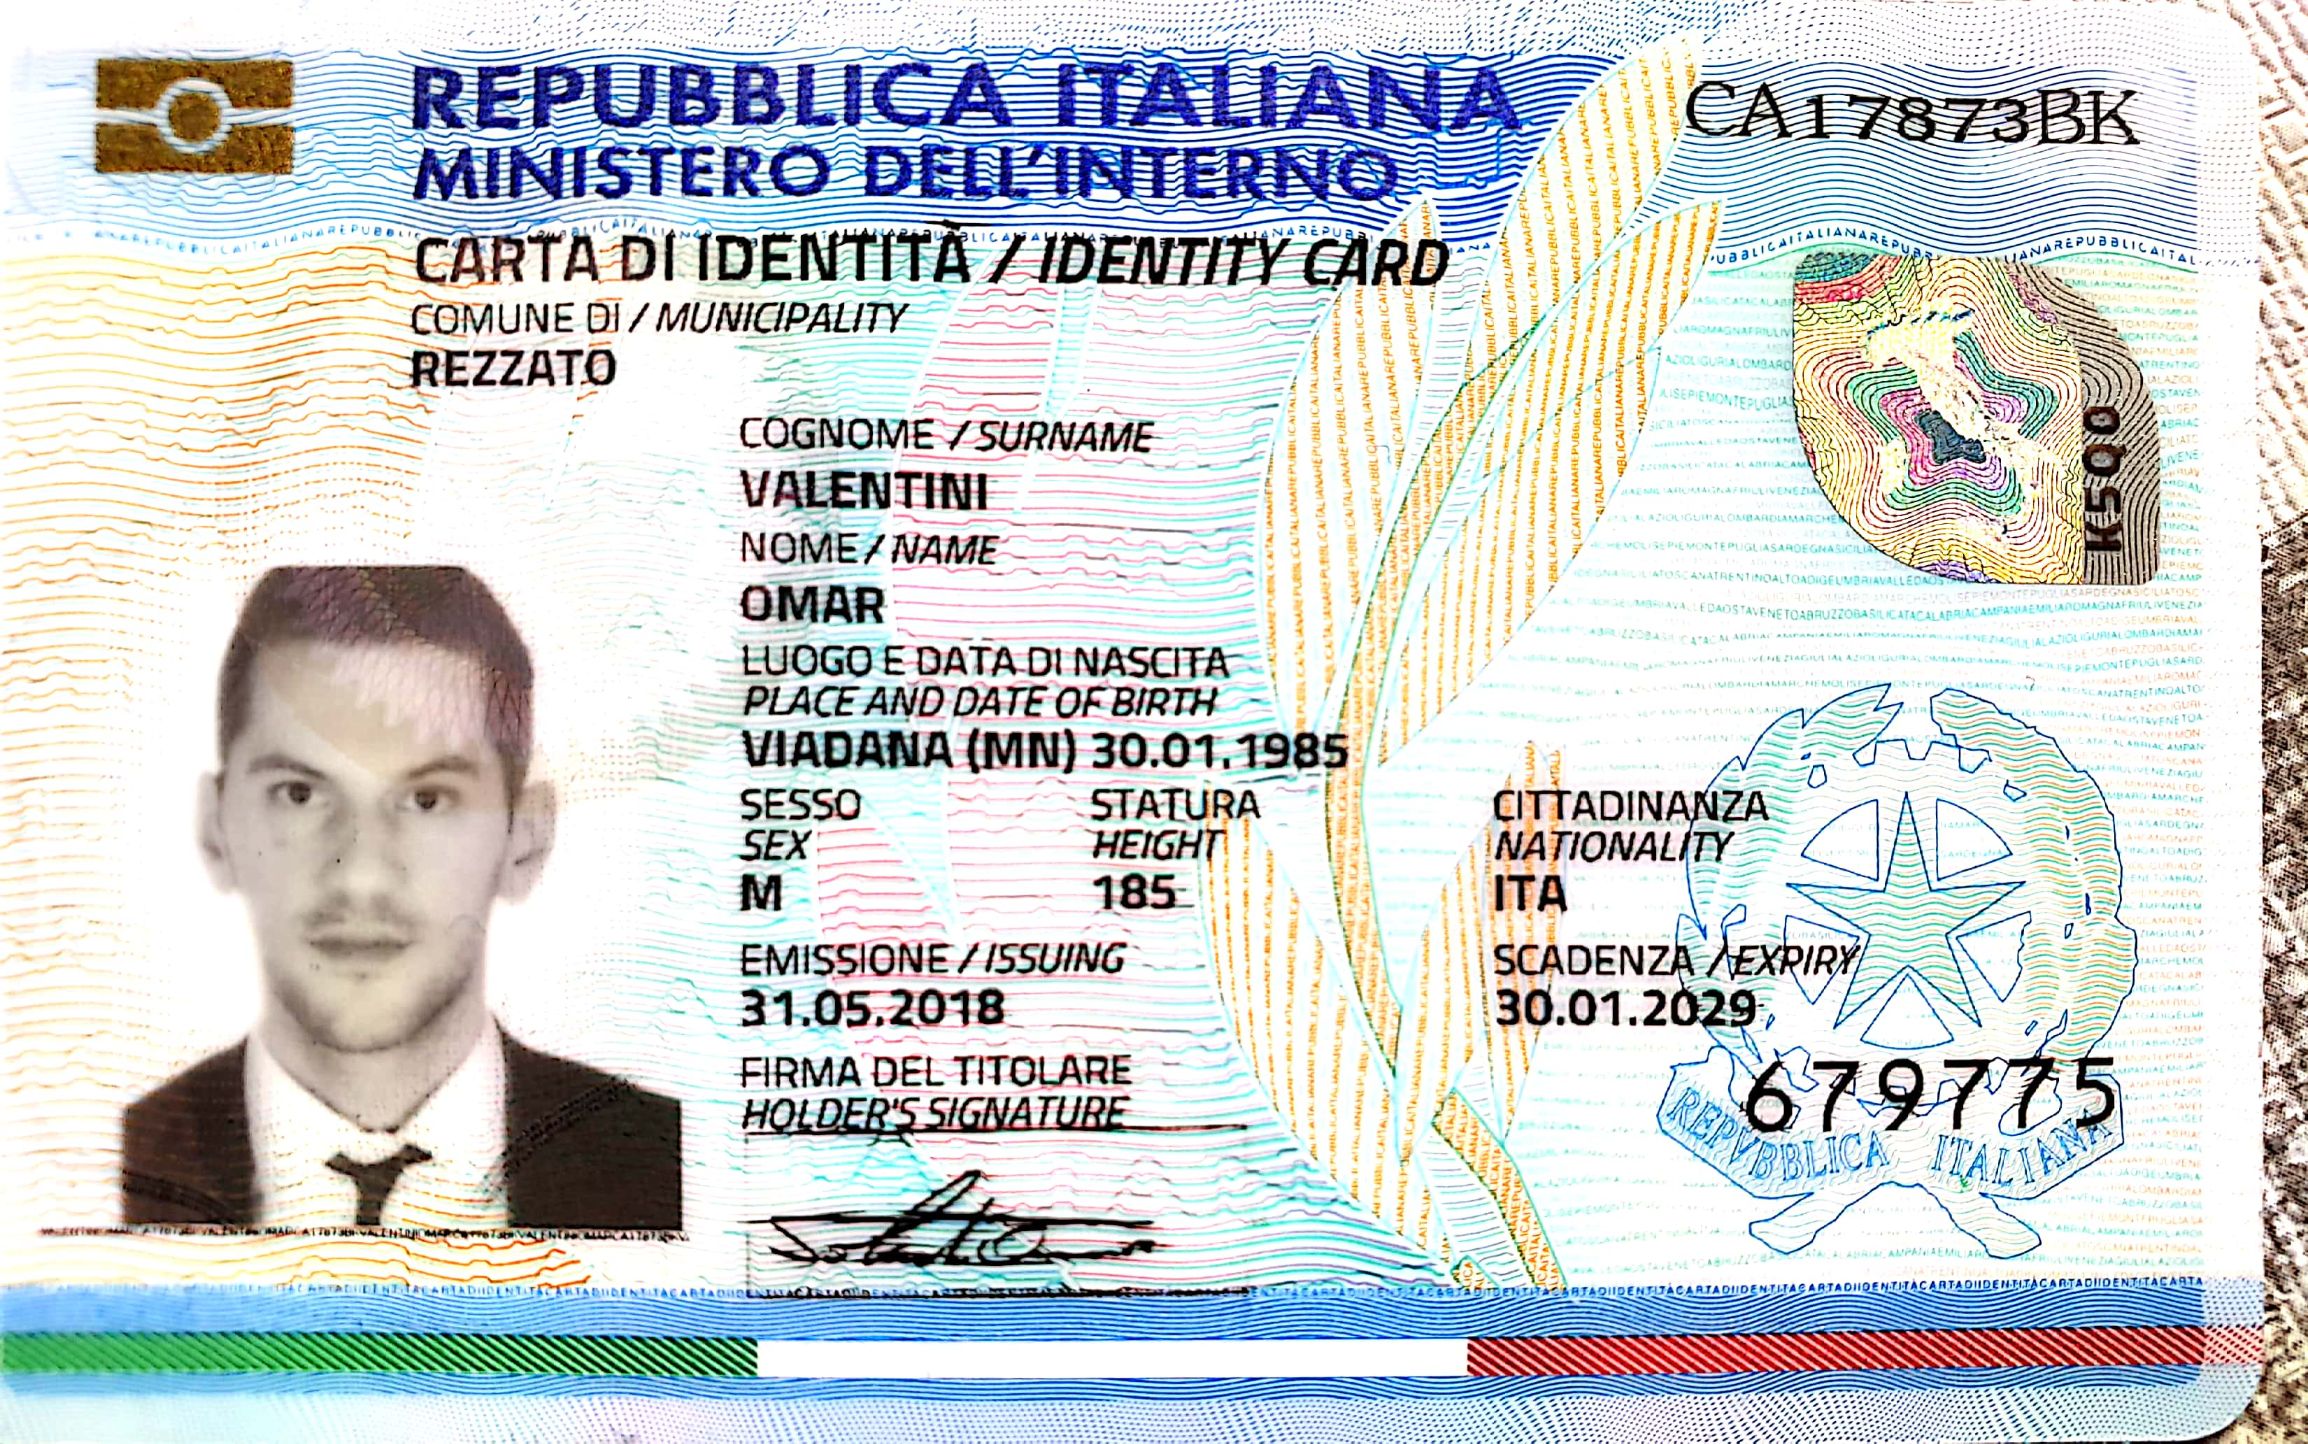 REPUBBLICA ITALIANA
CA17873BK
MINISTERO DELL'INTERNO
CARTA DI IDENTITÀ / IDENTITY CARD
COMUNE DI / MUNICIPALITY
REZZATO
COGNOME / SURNAME
VALENTINI
K5Q0
NOME / NAME
OMAR
LUOGO E DATA DI NASCITA
PLACE AND DATE OF BIRTH
VIADANA (MN) 30.01.1985
SESSO STATURA CITTADINANZA
SEX HEIGHT NATIONALITY
M 185 ITA
EMISSIONE / ISSUING SCADENZA / EXPIRY
31.05.2018 30.01.2029
FIRMA DEL TITOLARE
HOLDER'S SIGNATURE
679775
REPVBBLICA ITALIANA